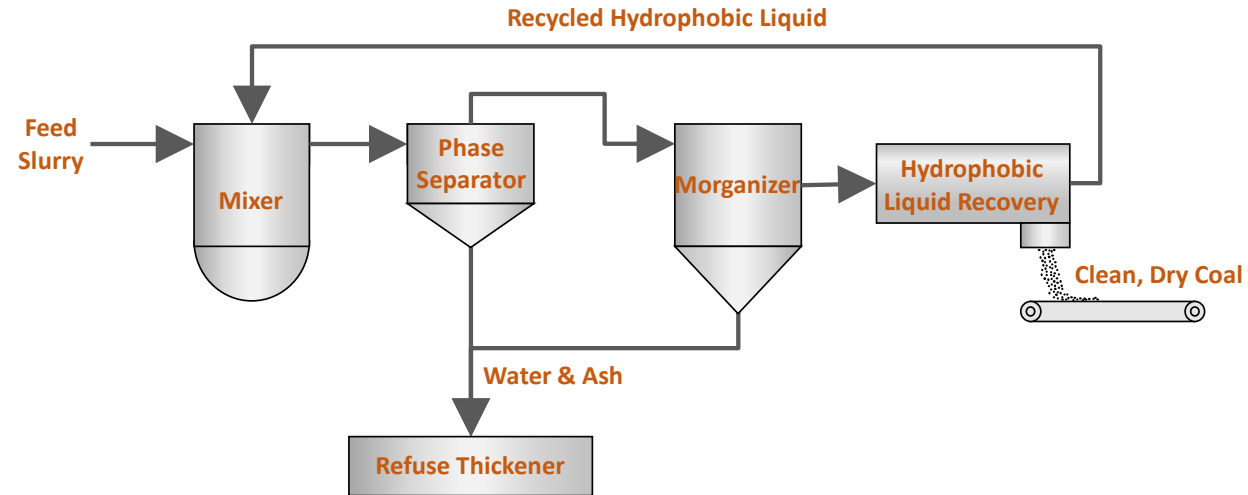 Recycled Hydrophobic Liquid
Feed
Slurry
Mixer
Phase
Separator
Morganizer
Hydrophobic
Liquid Recovery
Clean, Dry Coal
Water & Ash
Refuse Thickener